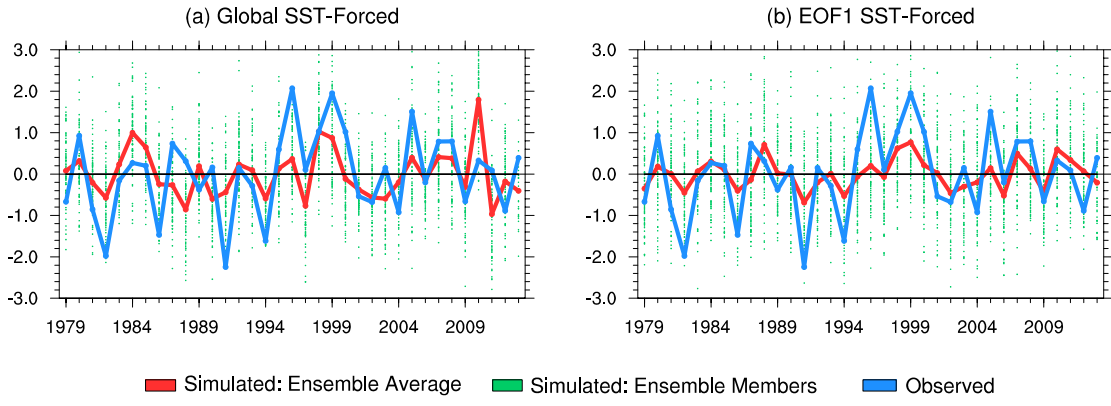 (a) Global SST-Forced
3.0
2.0
1.0
0.0
-1.0
-2.0
-3.0
1979 1984 1989 1994 1999 2004 2009
(b) EOF1 SST-Forced
3.0
2.0
1.0
0.0
-1.0
-2.0
-3.0
1979 1984 1989 1994 1999 2004 2009
Simulated: Ensemble Average Simulated: Ensemble Members Observed